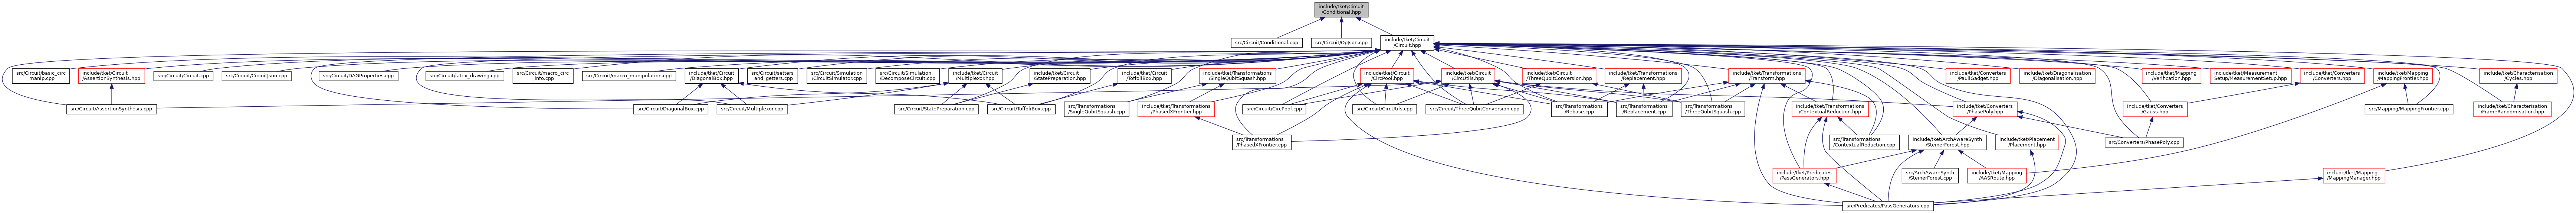 include/tket/Circuit
/Conditional.hpp
src/Circuit/Conditional.cpp
src/Circuit/OpJson.cpp
include/tket/Circuit
/Circuit.hpp
src/Circuit/basic_circ
_manip.cpp
include/tket/Circuit
/AssertionSynthesis.hpp
src/Circuit/Circuit.cpp
src/Circuit/CircuitJson.cpp
src/Circuit/DAGProperties.cpp
src/Circuit/latex_drawing.cpp
src/Circuit/macro_circ
_info.cpp
src/Circuit/macro_manipulation.cpp
include/tket/Circuit
/DiagonalBox.hpp
src/Circuit/setters
_and_getters.cpp
src/Circuit/Simulation
/CircuitSimulator.cpp
src/Circuit/Simulation
/DecomposeCircuit.cpp
include/tket/Circuit
/Multiplexor.hpp
include/tket/Circuit
/StatePreparation.hpp
include/tket/Circuit
/ToffoliBox.hpp
include/tket/Transformations
/SingleQubitSquash.hpp
include/tket/Circuit
/CircPool.hpp
include/tket/Circuit
/CircUtils.hpp
include/tket/Circuit
/ThreeQubitConversion.hpp
include/tket/Transformations
/Replacement.hpp
include/tket/Transformations
/Transform.hpp
include/tket/Converters
/PauliGadget.hpp
include/tket/Diagonalisation
/Diagonalisation.hpp
include/tket/Mapping
/Verification.hpp
include/tket/Measurement
Setup/MeasurementSetup.hpp
include/tket/Converters
/Converters.hpp
include/tket/Mapping
/MappingFrontier.hpp
include/tket/Characterisation
/Cycles.hpp
src/Circuit/AssertionSynthesis.cpp
src/Circuit/DiagonalBox.cpp
src/Circuit/Multiplexor.cpp
src/Circuit/StatePreparation.cpp
src/Circuit/ToffoliBox.cpp
src/Transformations
/SingleQubitSquash.cpp
include/tket/Transformations
/PhasedXFrontier.hpp
src/Circuit/CircPool.cpp
src/Circuit/CircUtils.cpp
src/Circuit/ThreeQubitConversion.cpp
src/Transformations
/Rebase.cpp
src/Transformations
/Replacement.cpp
src/Transformations
/ThreeQubitSquash.cpp
include/tket/Transformations
/ContextualReduction.hpp
include/tket/Converters
/PhasePoly.hpp
include/tket/Converters
/Gauss.hpp
src/Mapping/MappingFrontier.cpp
include/tket/Characterisation
/FrameRandomisation.hpp
src/Transformations
/PhasedXFrontier.cpp
src/Transformations
/ContextualReduction.cpp
include/tket/ArchAwareSynth
/SteinerForest.hpp
include/tket/Placement
/Placement.hpp
src/Converters/PhasePoly.cpp
include/tket/Predicates
/PassGenerators.hpp
src/ArchAwareSynth
/SteinerForest.cpp
include/tket/Mapping
/AASRoute.hpp
include/tket/Mapping
/MappingManager.hpp
src/Predicates/PassGenerators.cpp